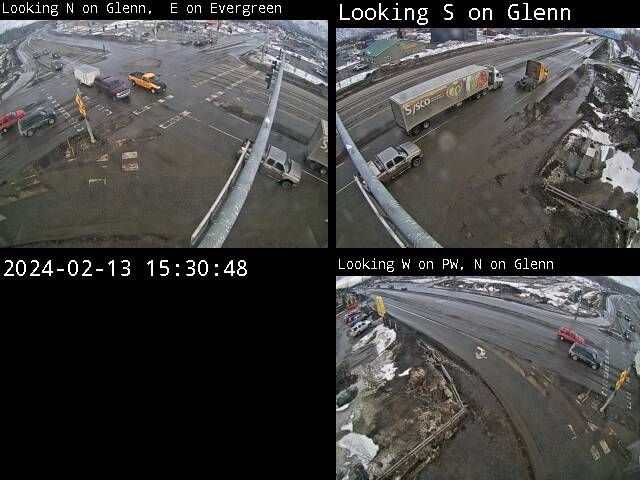 Looking N on Glenn,  E on Evergreen
Looking S on Glenn
Sysco
2024-02-13 15:30:48
Looking W on PW, N on Glenn